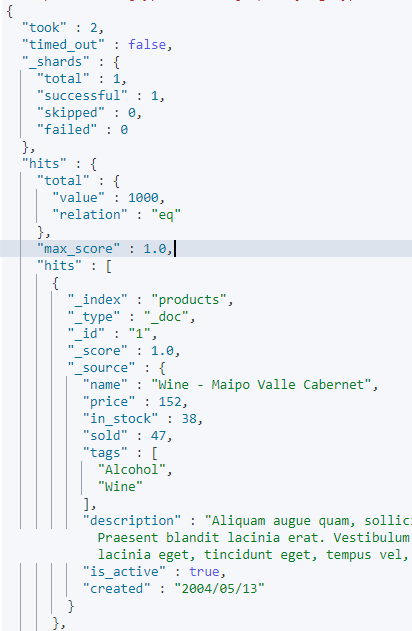 {
"took" : 2,
"timed_out" : false,
"_shards" : {
"total" : 1,
"successful" : 1,
"skipped" : 0,
"failed" : 0
},
"hits" : {
"total" : {
"value" : 1000,
"relation" : "eq"
},
"max_score" : 1.0,
"hits" : [
{
"_index" : "products",
"_type" : "_doc",
"_id" : "1",
"_score" : 1.0,
"_source" : {
"name" : "Wine - Maipo Valle Cabernet",
"price" : 152,
"in_stock" : 38,
"sold" : 47,
"tags" : [
"Alcohol",
"Wine"
],
"description" : "Aliquam augue quam, sollic
Praesent blandit lacinia erat. Vestibulum
lacinia eget, tincidunt eget, tempus vel,
"is_active" : true,
"created" : "2004/05/13"
}
},